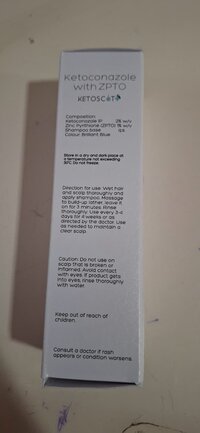 Ketoconazole
with ZPTO
KETOSCOT
Composition:
Ketoconazole IP 2% w/v
Zinc Pyrithione (ZPTO) 1% w/v
Shampoo base q.s.
Colour: Brilliant Blue
Store in a dry and dark place at
a temperature not exceeding
30°C. Do not freeze.
Direction for use: Wet hair
and scalp thoroughly and
apply shampoo. Massage
to build-up lather, leave it
on for 3 minutes. Rinse
thoroughly. Use every 3-4
days for 4 weeks or as
directed by the doctor. Use
as needed to maintain a
clear scalp.
Caution: Do not use on
scalp that is broken or
inflamed. Avoid contact
with eyes. If product gets
into eyes, rinse thoroughly
with water.
Keep out of reach of
children.
Consult a doctor if rash
appears or condition worsens.